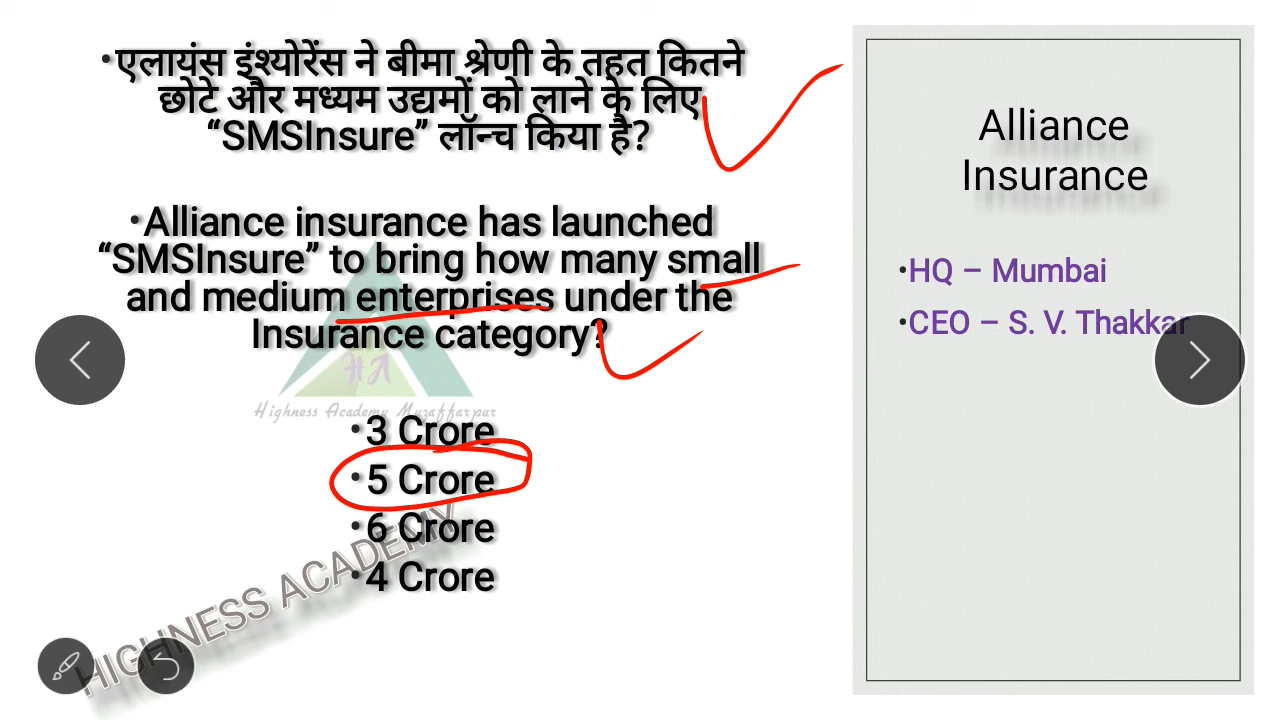 •एलायंस इंश्योरेंस ने बीमा श्रेणी के तहत कितने
छोटे और मध्यम उद्यमों को लाने के लिए
“SMSInsure” लॉन्च किया है?
•Alliance insurance has launched
“SMSInsure” to bring how many small
and medium enterprises under the
Insurance category?
HA
Highness Academy Muzaffarpur
•3 Crore
•5 Crore
•6 Crore
•4 Crore
HIGHNESS ACADEMY
Alliance
Insurance
•HQ – Mumbai
•CEO – S. V. Thakkar